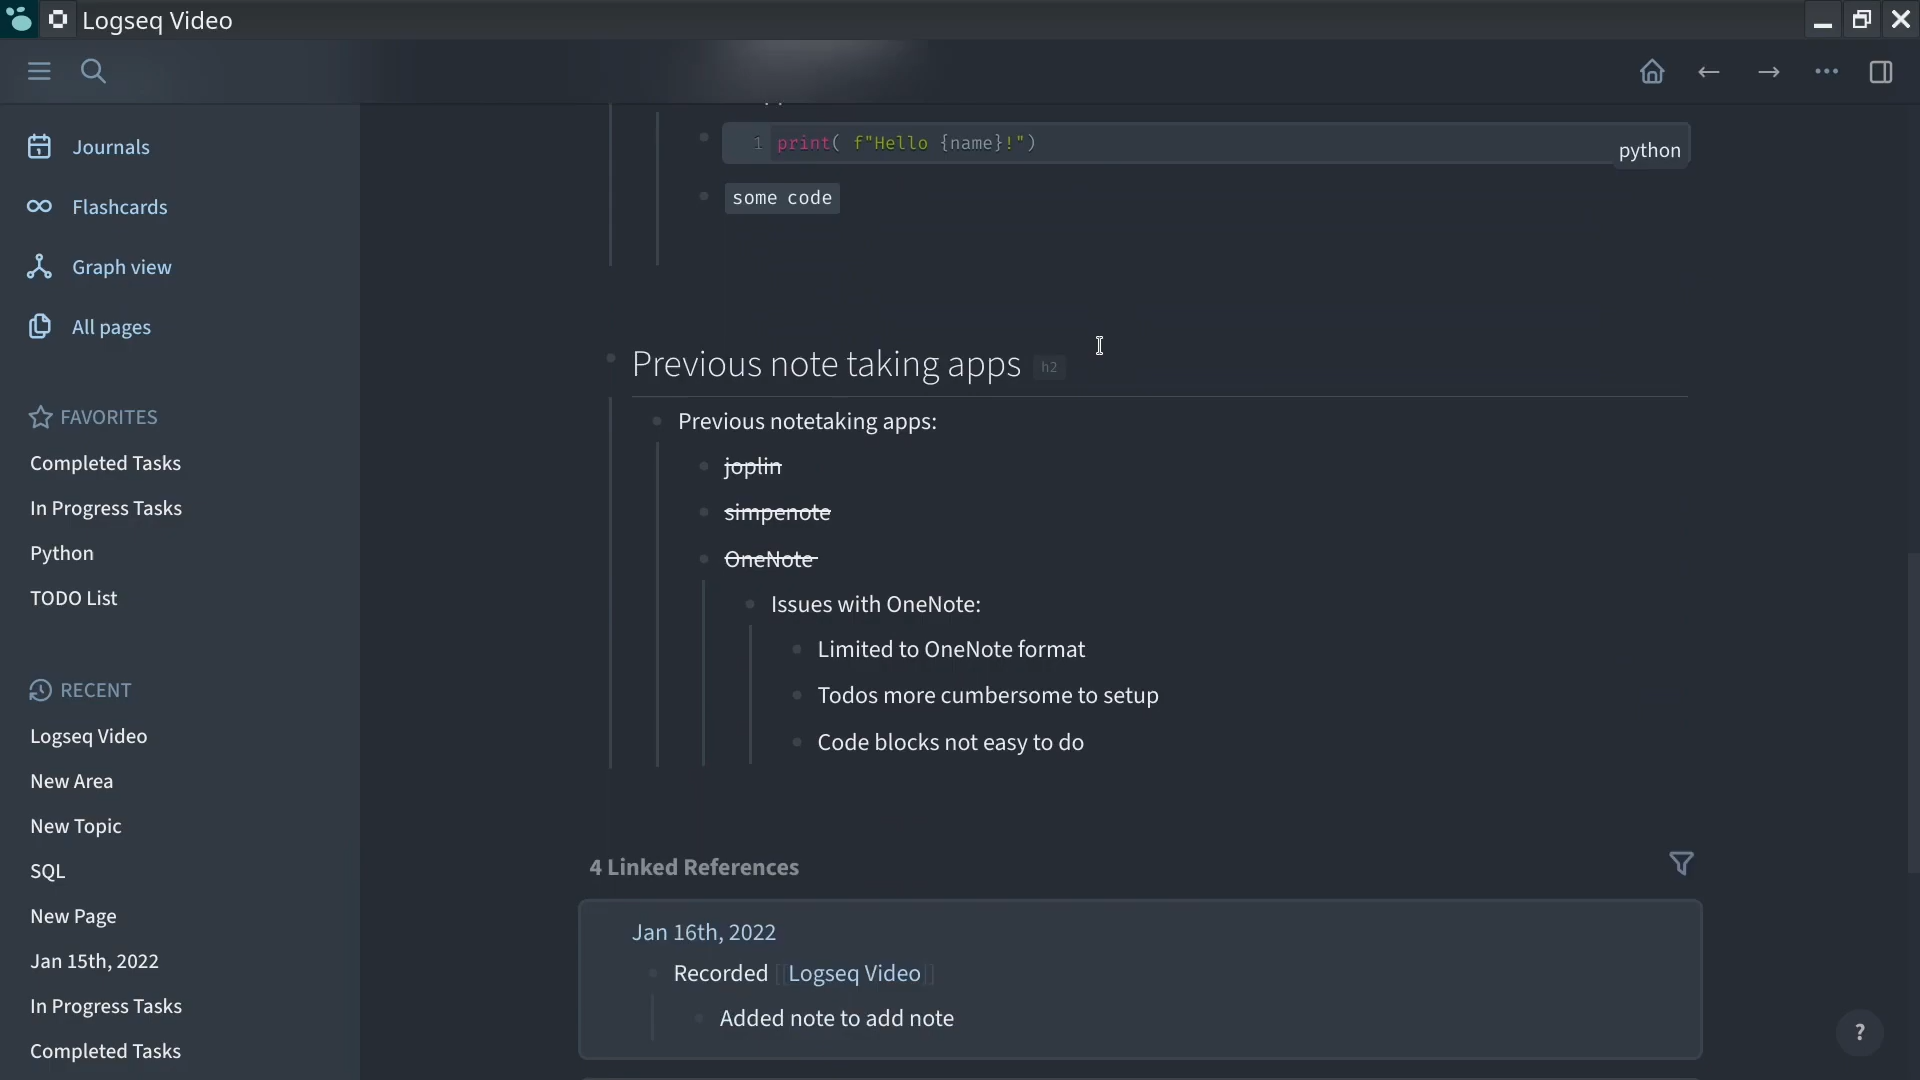 Logseq Video
Journals
Flashcards
Graph view
All pages
FAVORITES
Completed Tasks
In Progress Tasks
Python
TODO List
RECENT
Logseq Video
New Area
New Topic
SQL
New Page
Jan 15th, 2022
In Progress Tasks
Completed Tasks
1 print( f"Hello {name}!")
python
some code
Previous note taking apps h2
Previous notetaking apps:
joplin
simpenote
OneNote
Issues with OneNote:
Limited to OneNote format
Todos more cumbersome to setup
Code blocks not easy to do
4 Linked References
Jan 16th, 2022
Recorded [[Logseq Video]]
Added note to add note
?